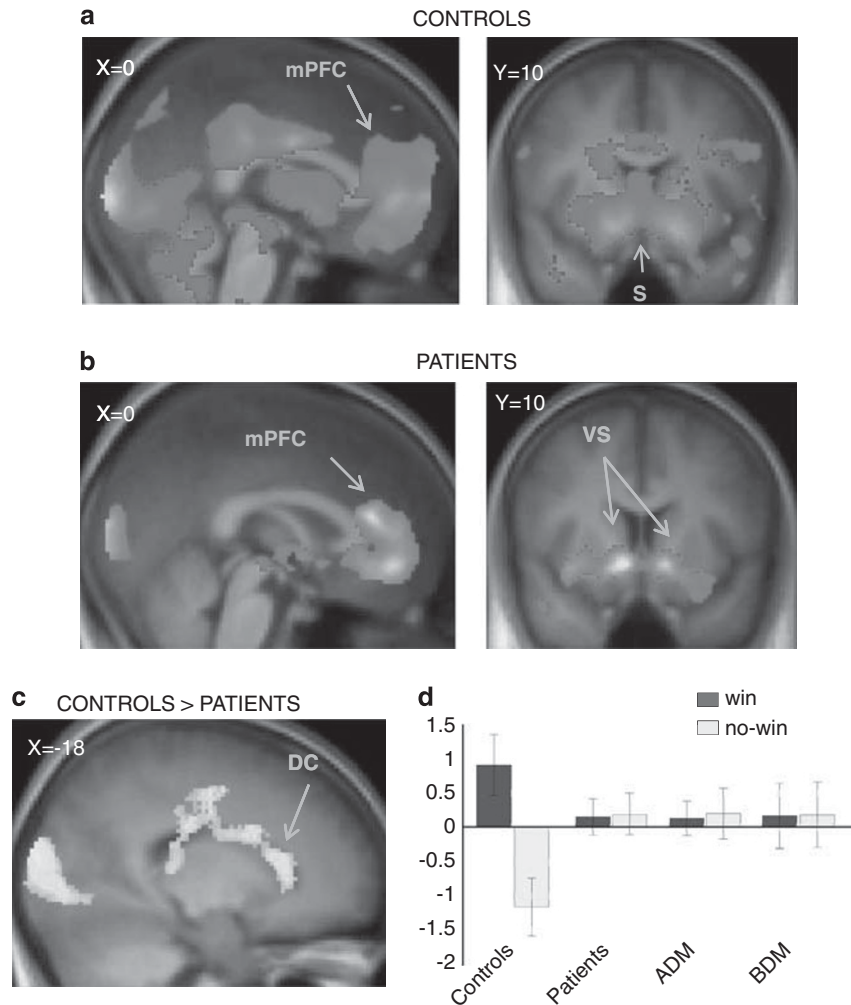 a CONTROLS
X=0
mPFC
Y=10
S
b PATIENTS
X=0
mPFC
Y=10
VS
c CONTROLS > PATIENTS
X=-18
DC
d
win
no-win
1.5
1
0.5
0
-0.5
-1
-1.5
-2
Controls
Patients
ADM
BDM